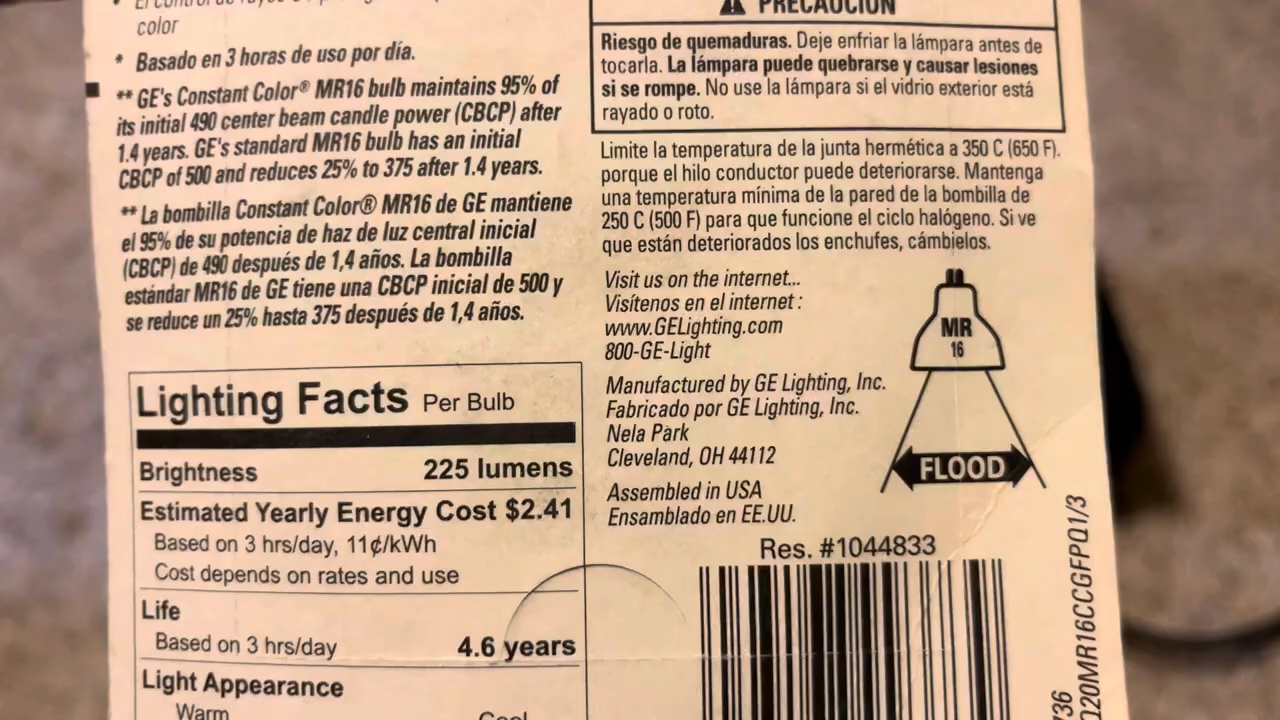 color
* Basado en 3 horas de uso por día.
** GE's Constant Color® MR16 bulb maintains 95% of
its initial 490 center beam candle power (CBCP) after
1.4 years. GE's standard MR16 bulb has an initial
CBCP of 500 and reduces 25% to 375 after 1.4 years.
** La bombilla Constant Color® MR16 de GE mantiene
el 95% de su potencia de haz de luz central inicial
(CBCP) de 490 después de 1,4 años. La bombilla
estándar MR16 de GE tiene una CBCP inicial de 500 y
se reduce un 25% hasta 375 después de 1,4 años.
Lighting Facts Per Bulb
Brightness 225 lumens
Estimated Yearly Energy Cost $2.41
Based on 3 hrs/day, 11¢/kWh
Cost depends on rates and use
Life
Based on 3 hrs/day 4.6 years
Light Appearance
Warm Cool
PRECAUCIÓN
Riesgo de quemaduras. Deje enfriar la lámpara antes de
tocarla. La lámpara puede quebrarse y causar lesiones
si se rompe. No use la lámpara si el vidrio exterior está
rayado o roto.
Limite la temperatura de la junta hermética a 350 C (650 F).
porque el hilo conductor puede deteriorarse. Mantenga
una temperatura mínima de la pared de la bombilla de
250 C (500 F) para que funcione el ciclo halógeno. Si ve
que están deteriorados los enchufes, cámbielos.
Visit us on the internet...
Visítenos en el internet :
www.GELighting.com
800-GE-Light
Manufactured by GE Lighting, Inc.
Fabricado por GE Lighting, Inc.
Nela Park
Cleveland, OH 44112
Assembled in USA
Ensamblado en EE.UU.
MR
16
FLOOD
Res. #1044833
736
Q20MR16CCGFPQ1/3